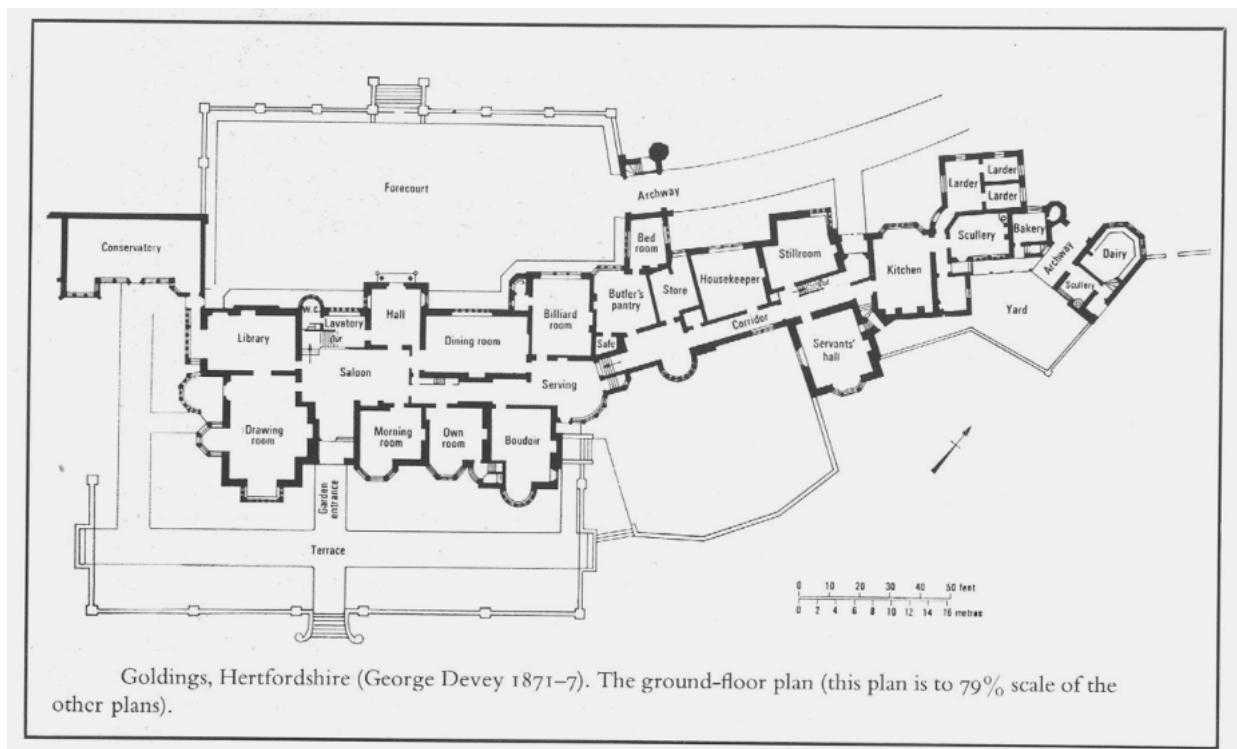 Forecourt
Archway
Conservatory
Bed
room
Stillroom
Larder
Larder
Larder
Scullery
Bakery
Archway
Dairy
Scullery
Kitchen
Yard
Housekeeper
Store
Butler's
pantry
Safe
Corridor
Servants'
hall
W.C.
Lavatory
Hall
Billiard
room
Library
Dining room
Saloon
Serving
Drawing
room
Morning
room
Own
room
Boudoir
Garden
entrance
Terrace
0 10 20 30 40 50 feet
0 2 4 6 8 10 12 14 16 metres
Goldings, Hertfordshire (George Devey 1871–7). The ground-floor plan (this plan is to 79% scale of the
other plans).